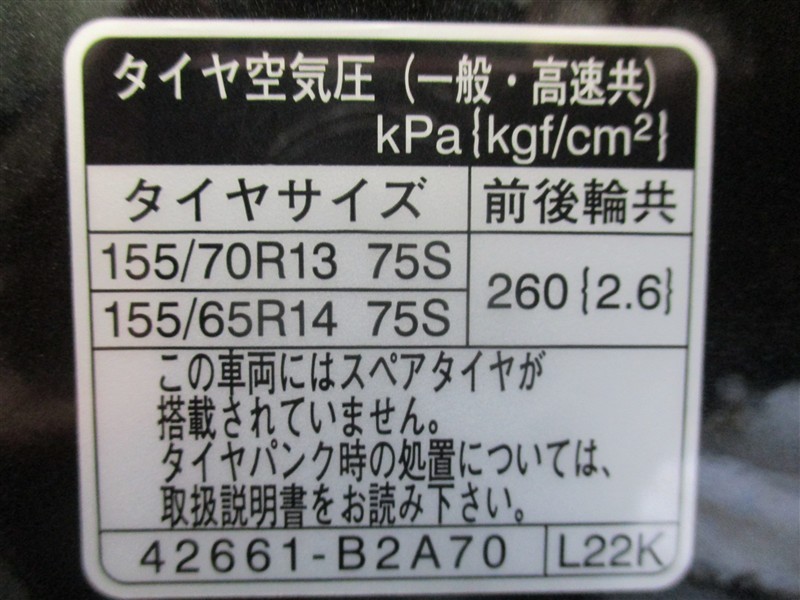 タイヤ空気圧（一般・高速共）
kPa{kgf/cm²}
タイヤサイズ 前後輪共
155/70R13 75S
260{2.6}
155/65R14 75S
この車両にはスペアタイヤが
搭載されていません。
タイヤパンク時の処置については、
取扱説明書をお読み下さい。
42661-B2A70 L22K